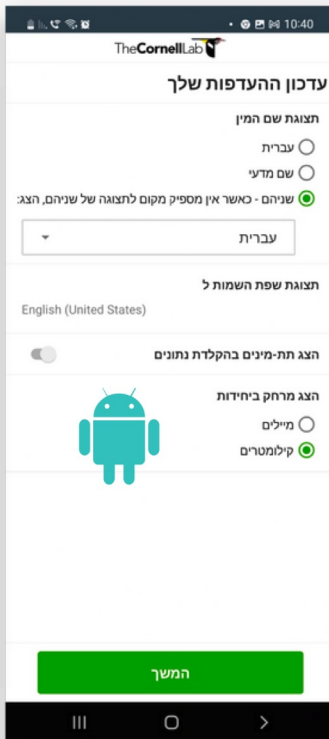 10:40
TheCornellLab
עדכון ההעדפות שלך
תצוגת שם המין
עברית
שם מדעי
שניהם - כאשר אין מספיק מקום לתצוגה של שניהם, הצג:
עברית
תצוגת שפת השמות ל
English (United States)
הצג תת-מינים בהקלדת נתונים
הצג מרחק ביחידות
מיילים
קילומטרים
המשך